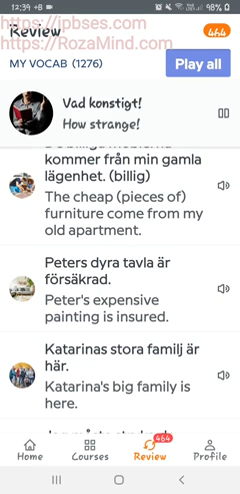 12:39 +B
98%
https://jpbses.com
Review
464
https://RozaMind.com
MY VOCAB (1276)
Play all
Vad konstigt!
How strange!
kommer från min gamla
lägenhet. (billig)
The cheap (pieces of)
furniture come from my
old apartment.
Peters dyra tavla är
försäkrad.
Peter's expensive
painting is insured.
Katarinas stora familj är
här.
Katarina's big family is
here.
464
Home
Courses
Review
Profile